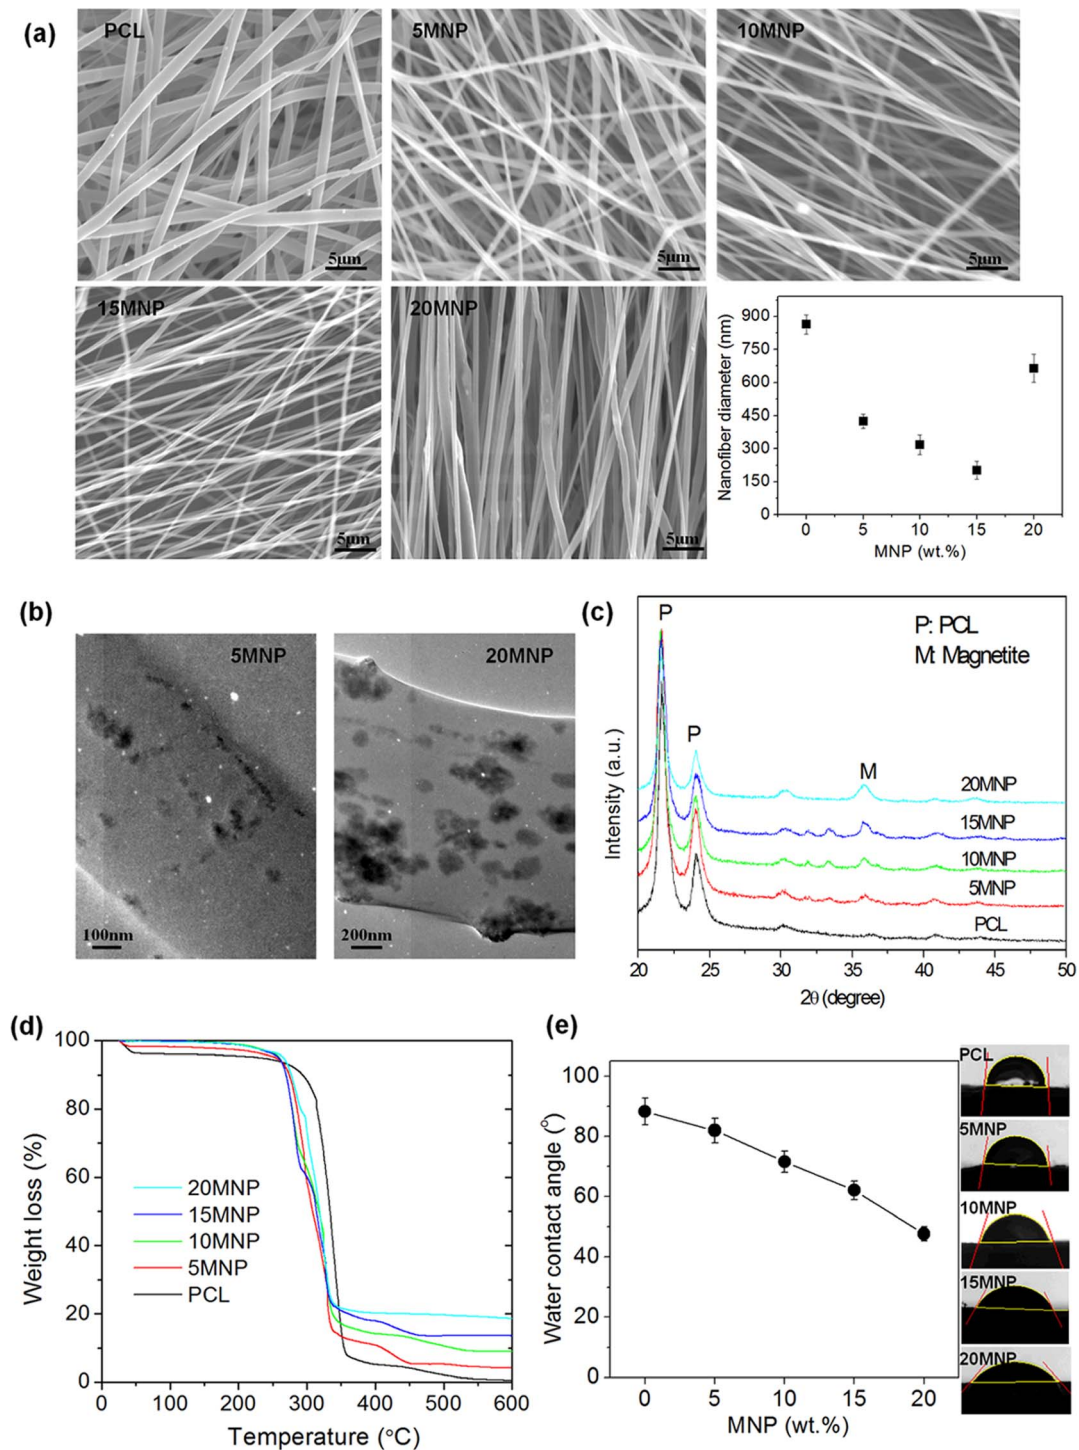 (a)
PCL
5MNP
10MNP
5μm
5μm
5μm
15MNP
20MNP
5μm
5μm
900
750
600
450
300
150
0
Nanofiber diameter (nm)
0 5 10 15 20
MNP (wt.%)
(b)
5MNP
20MNP
100nm
200nm
(c)
P
P: PCL
M: Magnetite
P
M
20MNP
15MNP
10MNP
5MNP
PCL
Intensity (a.u.)
20 25 30 35 40 45 50
2θ (degree)
(d)
100
80
60
40
20
0
Weight loss (%)
20MNP
15MNP
10MNP
5MNP
PCL
0 100 200 300 400 500 600
Temperature (°C)
(e)
100
80
60
40
20
0
Water contact angle (°)
0 5 10 15 20
MNP (wt.%)
PCL
5MNP
10MNP
15MNP
20MNP